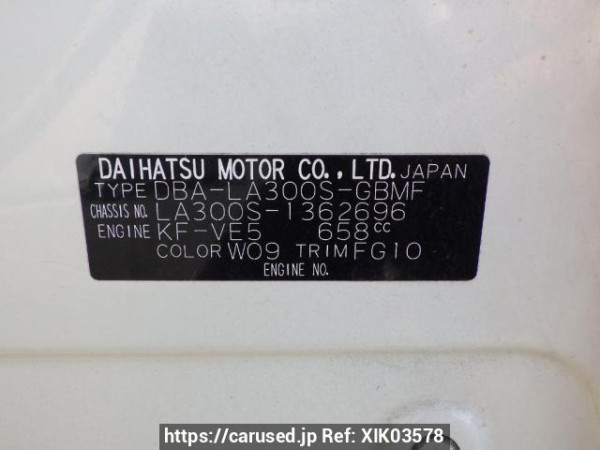 DAIHATSU MOTOR CO., LTD. JAPAN
TYPE DBA-LA300S-GBMF
CHASSIS NO. LA300S-1362696
ENGINE KF-VE5 658cc
COLOR W09 TRIM FG10
ENGINE NO.
https://carused.jp Ref: XIK03578